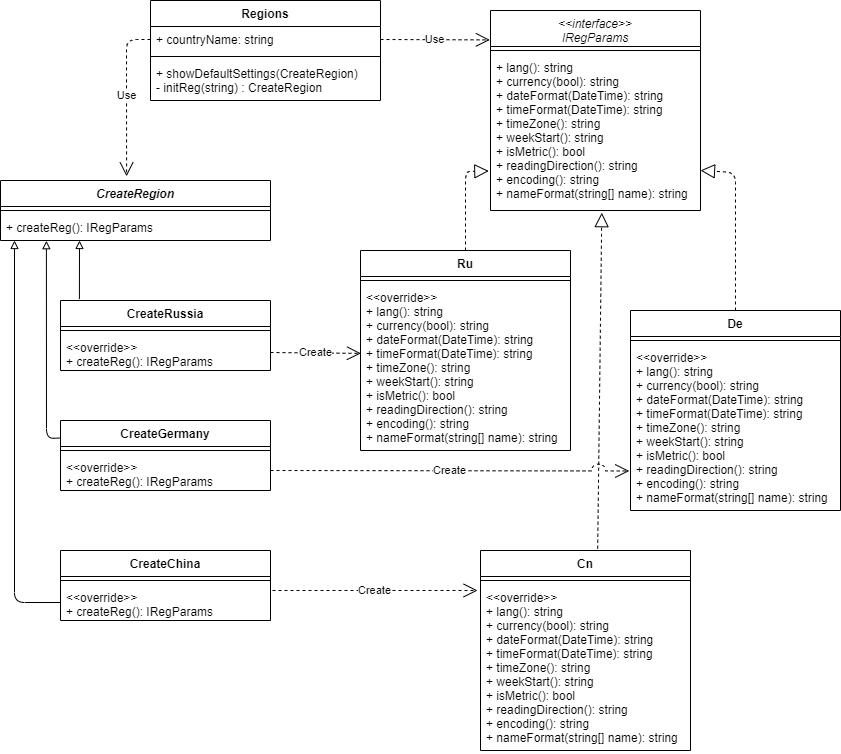 Regions
+ countryName: string
+ showDefaultSettings(CreateRegion)
- initReg(string) : CreateRegion
Use
Use
<<interface>>
IRegParams
+ lang(): string
+ currency(bool): string
+ dateFormat(DateTime): string
+ timeFormat(DateTime): string
+ timeZone(): string
+ weekStart(): string
+ isMetric(): bool
+ readingDirection(): string
+ encoding(): string
+ nameFormat(string[] name): string
CreateRegion
+ createReg(): IRegParams
CreateRussia
<<override>>
+ createReg(): IRegParams
Create
Ru
<<override>>
+ lang(): string
+ currency(bool): string
+ dateFormat(DateTime): string
+ timeFormat(DateTime): string
+ timeZone(): string
+ weekStart(): string
+ isMetric(): bool
+ readingDirection(): string
+ encoding(): string
+ nameFormat(string[] name): string
De
<<override>>
+ lang(): string
+ currency(bool): string
+ dateFormat(DateTime): string
+ timeFormat(DateTime): string
+ timeZone(): string
+ weekStart(): string
+ isMetric(): bool
+ readingDirection(): string
+ encoding(): string
+ nameFormat(string[] name): string
CreateGermany
<<override>>
+ createReg(): IRegParams
Create
CreateChina
<<override>>
+ createReg(): IRegParams
Create
Cn
<<override>>
+ lang(): string
+ currency(bool): string
+ dateFormat(DateTime): string
+ timeFormat(DateTime): string
+ timeZone(): string
+ weekStart(): string
+ isMetric(): bool
+ readingDirection(): string
+ encoding(): string
+ nameFormat(string[] name): string